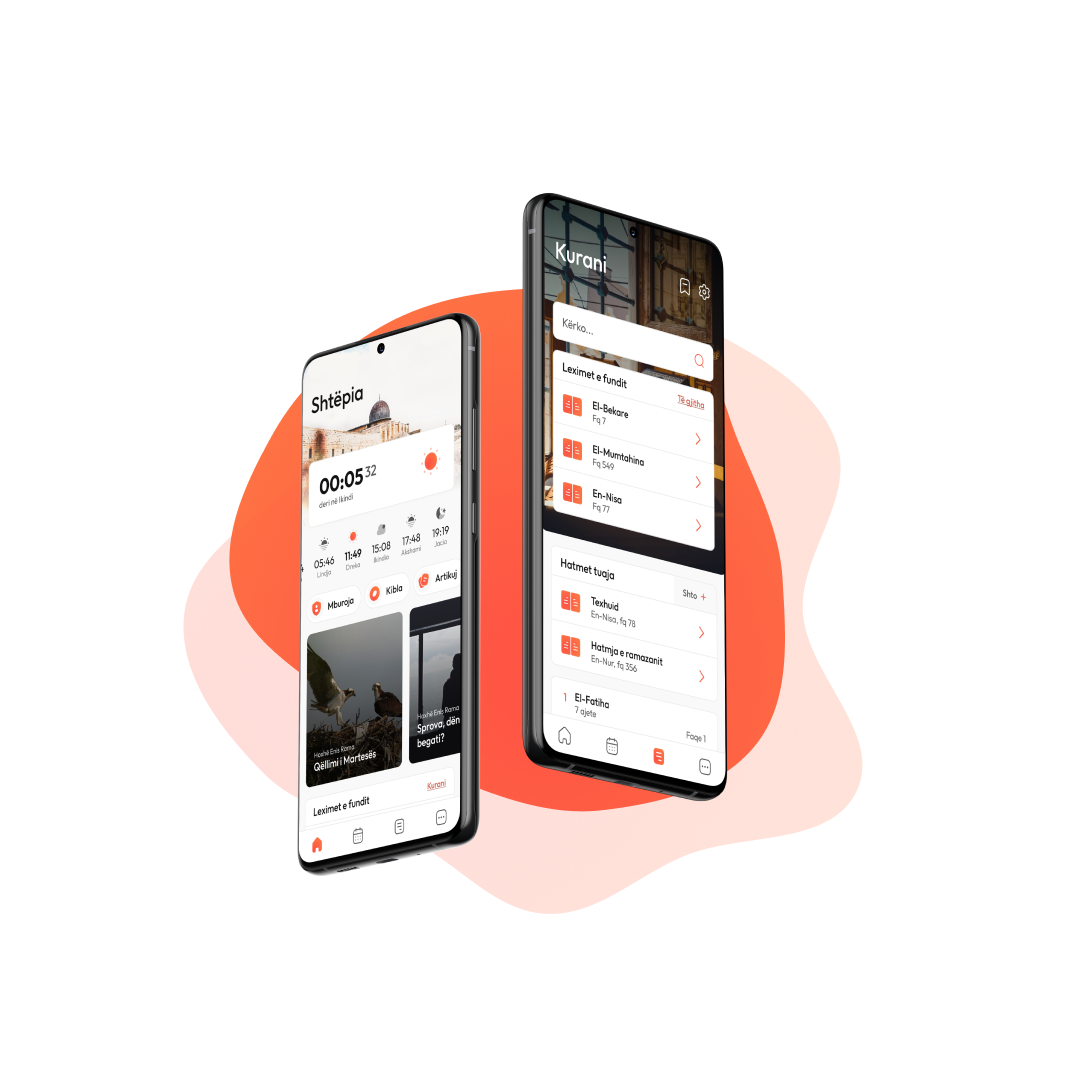 Shtëpia
00:05 32
deri në Ikindi
05:46
Lindja
11:49
Dreka
15:08
Ikindia
17:48
Akshami
19:19
Jacia
Mburoja
Kibla
Artikuj
Hoxhë Enis Rama
Qëllimi i Martesës
Hoxhë Enis Rama
Sprova, dën
begati?
Leximet e fundit
Kurani
Kurani
Kërko...
Leximet e fundit
Të gjitha
El-Bekare
Fq 7
El-Mumtahina
Fq 549
En-Nisa
Fq 77
Hatmet tuaja
Shto +
Texhuid
En-Nisa, fq 78
Hatmja e ramazanit
En-Nur, fq 356
1 El-Fatiha
7 ajete
Faqe 1